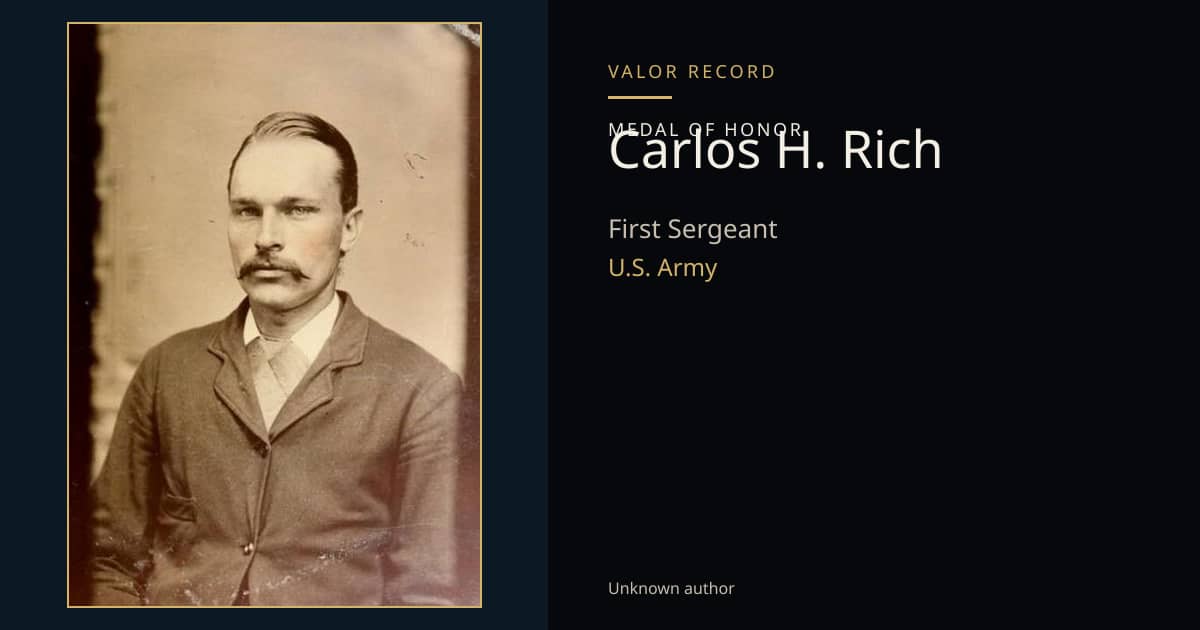 VALOR RECORD
MEDAL OF HONOR
Carlos H. Rich
First Sergeant
U.S. Army
Unknown author